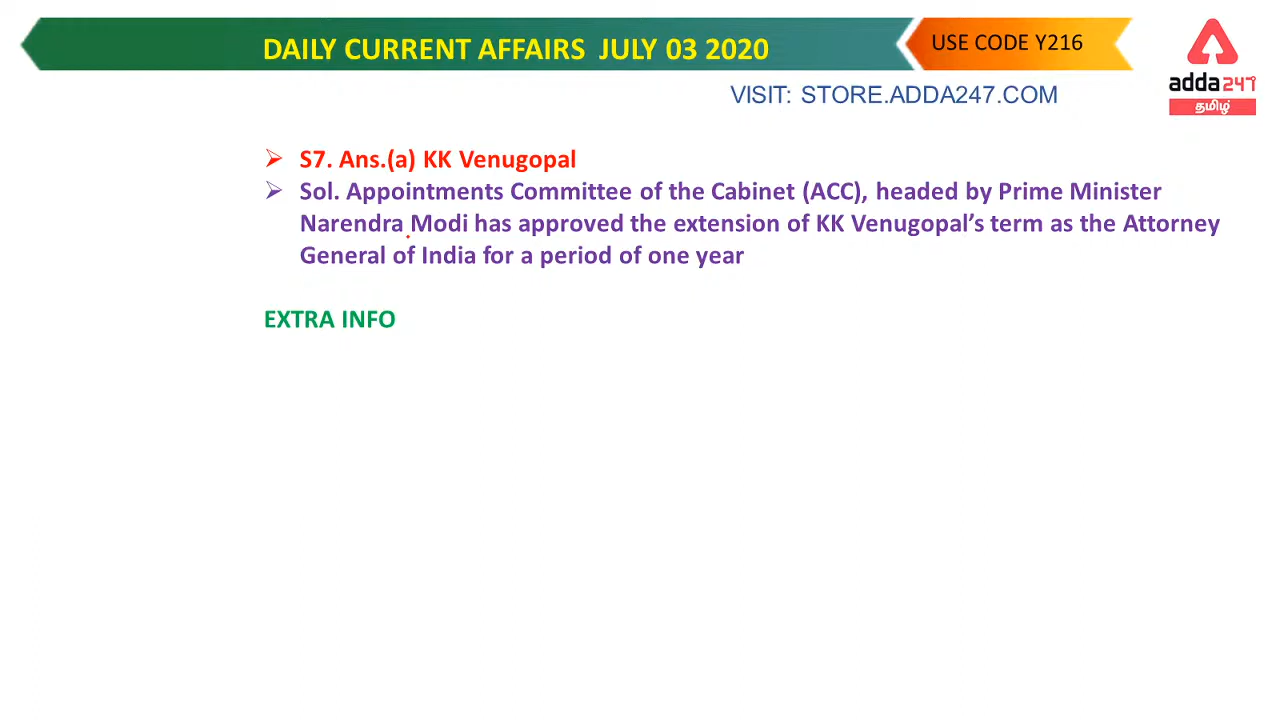 DAILY CURRENT AFFAIRS JULY 03 2020
USE CODE Y216
adda247
தமிழ்
VISIT: STORE.ADDA247.COM
S7. Ans.(a) KK Venugopal
Sol. Appointments Committee of the Cabinet (ACC), headed by Prime Minister
Narendra Modi has approved the extension of KK Venugopal’s term as the Attorney
General of India for a period of one year
EXTRA INFO